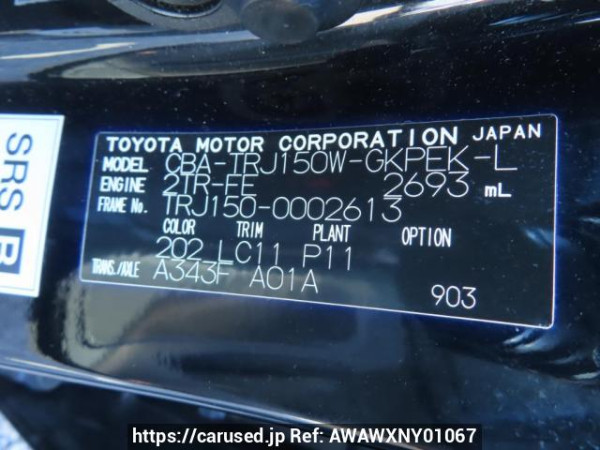 TOYOTA MOTOR CORPORATION JAPAN
MODEL CBA-TRJ150W-GKPEK-L
ENGINE 2TR-FE 2693 mL
FRAME No. TRJ150-0002613
COLOR TRIM PLANT OPTION
202 LC11 P11
TRANS./AXLE A343F A01A
903
SRS B
https://carused.jp Ref: AWAWXNY01067